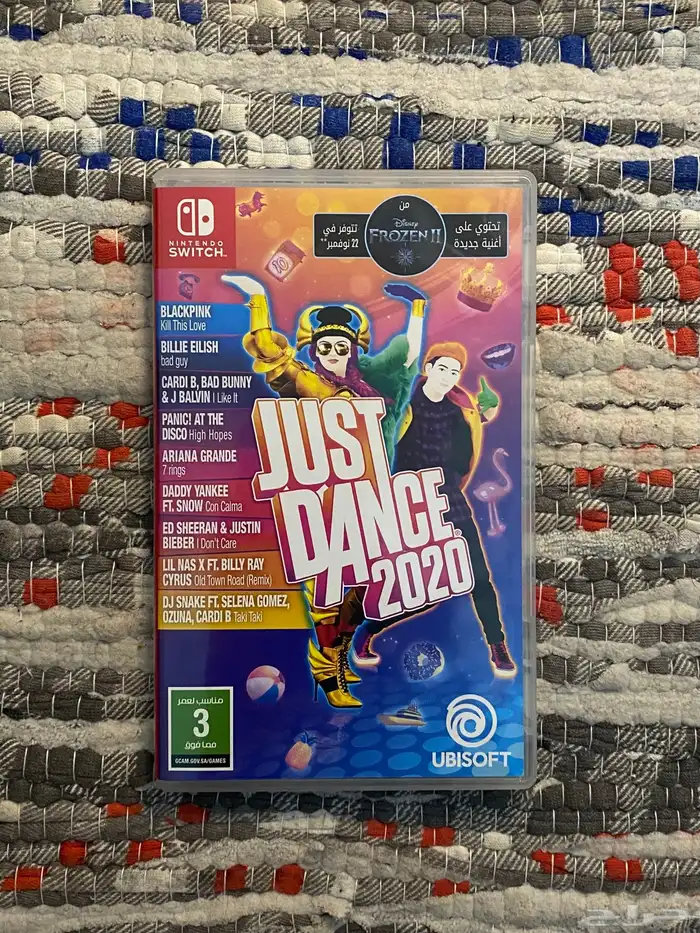 NINTENDO
SWITCH™
تحتوي على
أغنية جديدة
من
Disney
FROZEN II
تتوفر في
22 نوفمبر**
BLACKPINK
Kill This Love
BILLIE EILISH
bad guy
CARDI B, BAD BUNNY
& J BALVIN | I Like It
PANIC! AT THE
DISCO High Hopes
ARIANA GRANDE
7 rings
DADDY YANKEE
FT. SNOW Con Calma
ED SHEERAN & JUSTIN
BIEBER I Don't Care
LIL NAS X FT. BILLY RAY
CYRUS Old Town Road (Remix)
DJ SNAKE FT. SELENA GOMEZ,
OZUNA, CARDI B Taki Taki
JUST
DANCE®
2020
مناسب لعمر
3
مما فوق
GCAM.GOV.SA/GAMES
UBISOFT
حراج